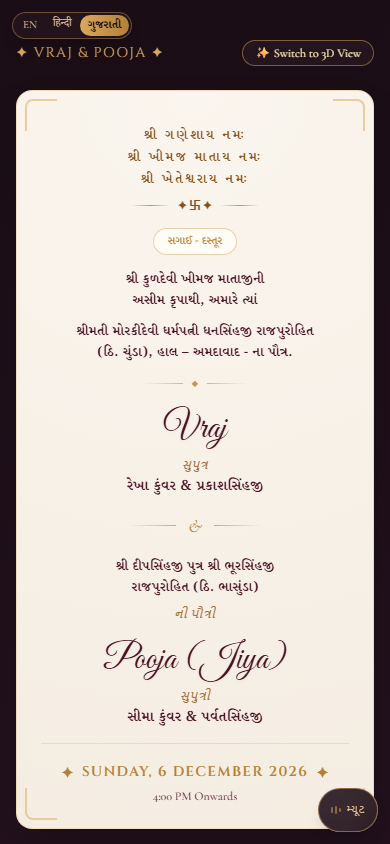 EN हिन्दी ગુજરાતી
✦ VRAJ & POOJA ✦
✨ Switch to 3D View
શ્રી ગણેશાય નમઃ
શ્રી ખીમજ માતાય નમઃ
શ્રી ખેતેશ્વરાય નમઃ
✦卐✦
સગાઈ - દસ્તૂર
શ્રી કુળદેવી ખીમજ માતાજીની
અસીમ કૃપાથી, અમારે ત્યાં
શ્રીમતી મોરકીદેવી ધર્મપત્ની ધનસિંહજી રાજપુરોહિત
(ઠિ. ચુંડા), હાલ – અમદાવાદ - ના પૌત્ર.
Vraj
સુપુત્ર
રેખા કુંવર & પ્રકાશસિંહજી
&
શ્રી દીપસિંહજી પુત્ર શ્રી ભૂરસિંહજી
રાજપુરોહિત (ઠિ. ભાસુંડા)
ની પૌત્રી
Pooja (Jiya)
સુપુત્રી
સીમા કુંવર & પર્વતસિંહજી
✦ SUNDAY, 6 DECEMBER 2026 ✦
4:00 PM Onwards
મ્યૂટ